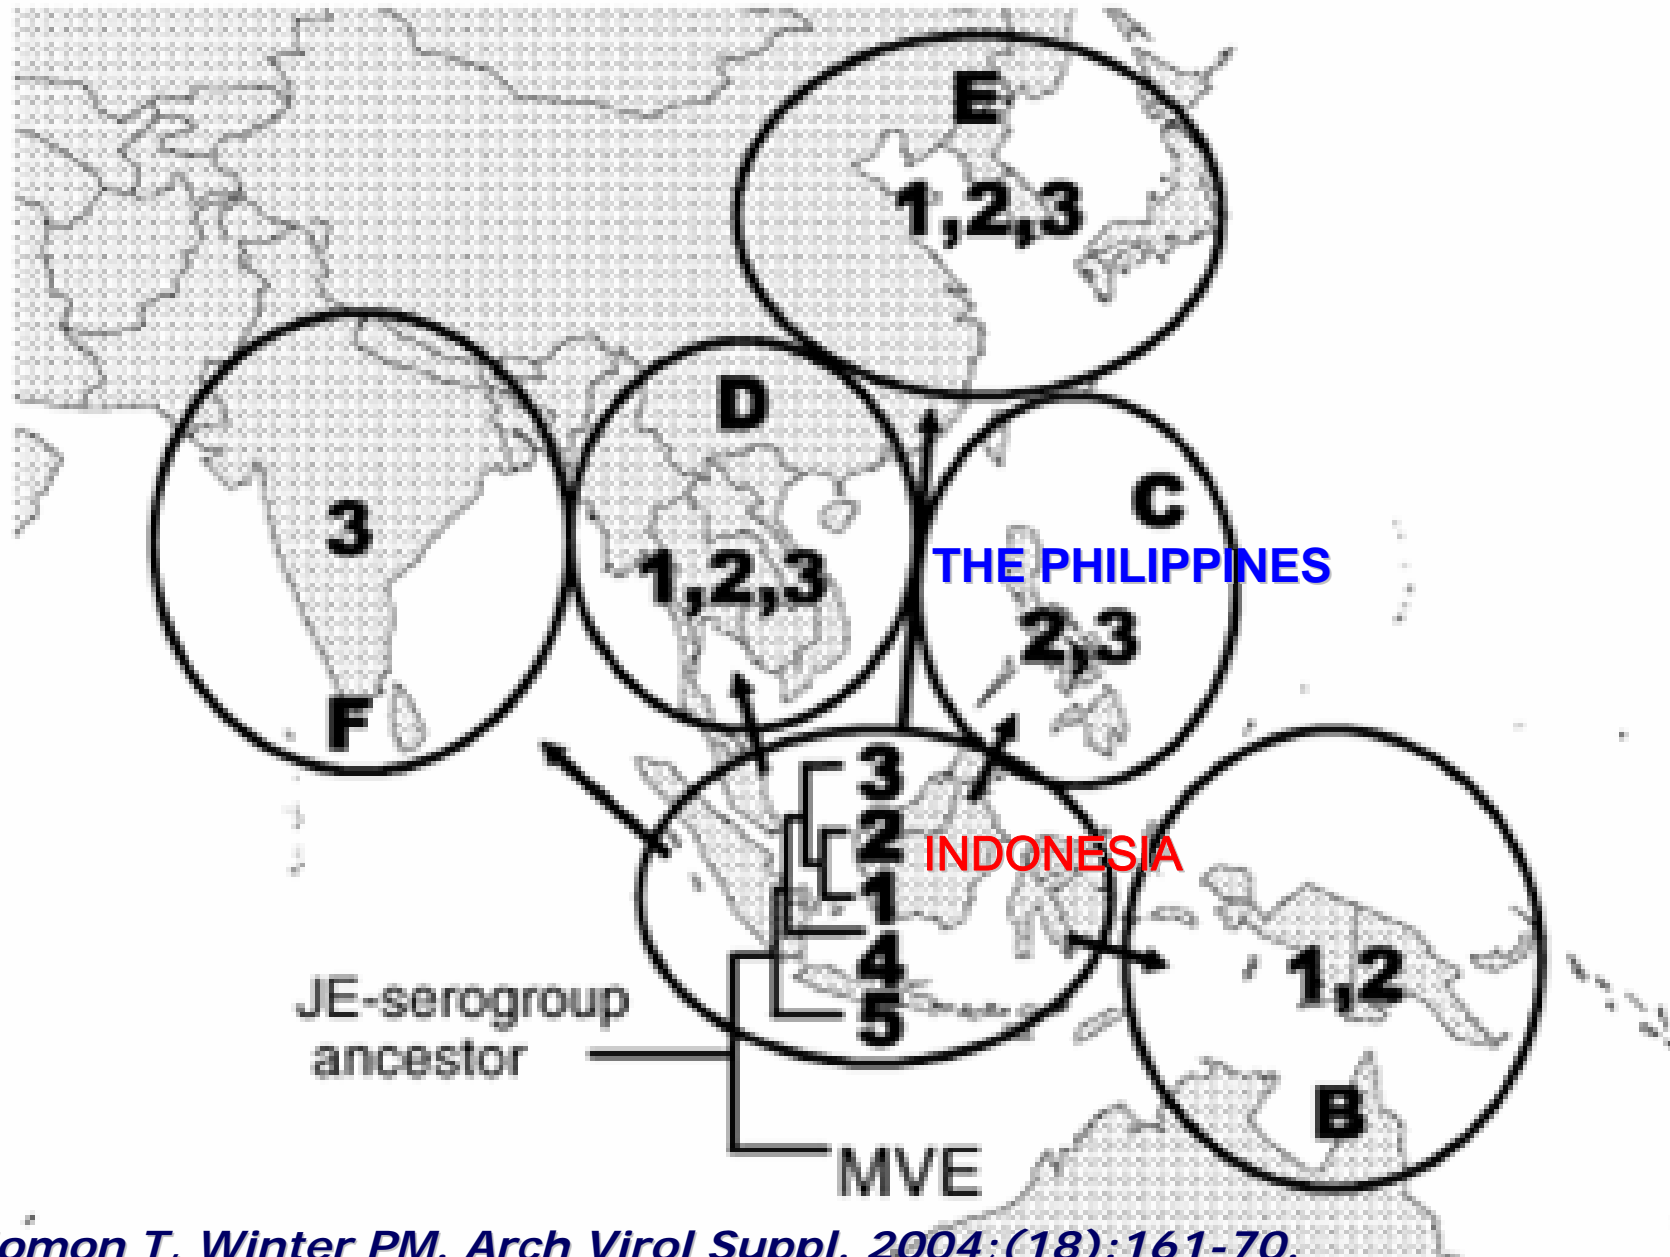 E
1,2,3
D
C
3
THE PHILIPPINES
1,2,3
2,3
F
3
2
INDONESIA
1
4
1,2
5
JE-serogroup
ancestor
B
MVE
omon T, Winter PM. Arch Virol Suppl. 2004;(18):161-70.